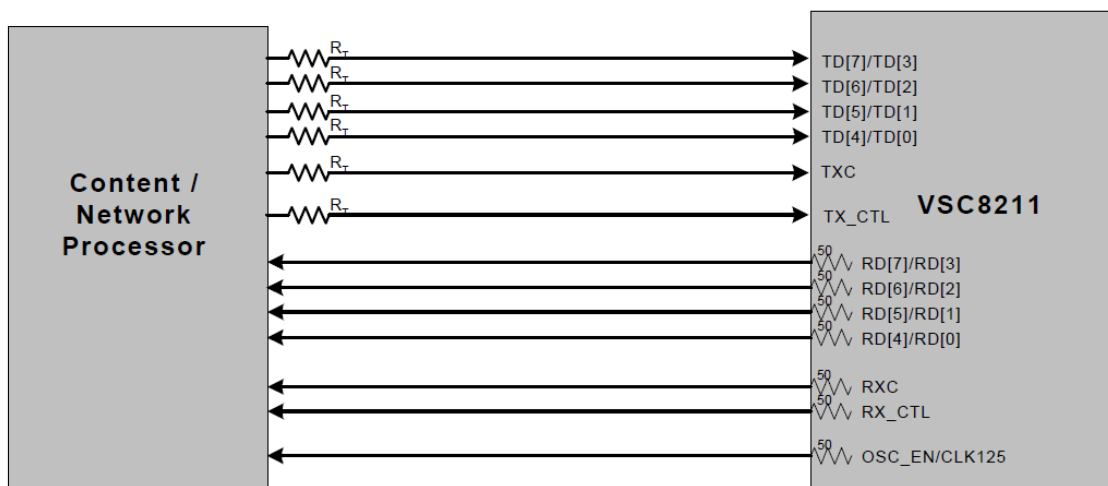 Content /
Network
Processor
R_T
R_T
R_T
R_T
R_T
R_T
TD[7]/TD[3]
TD[6]/TD[2]
TD[5]/TD[1]
TD[4]/TD[0]
TXC
TX_CTL
VSC8211
50 RD[7]/RD[3]
50 RD[6]/RD[2]
50 RD[5]/RD[1]
50 RD[4]/RD[0]
50 RXC
50 RX_CTL
50 OSC_EN/CLK125